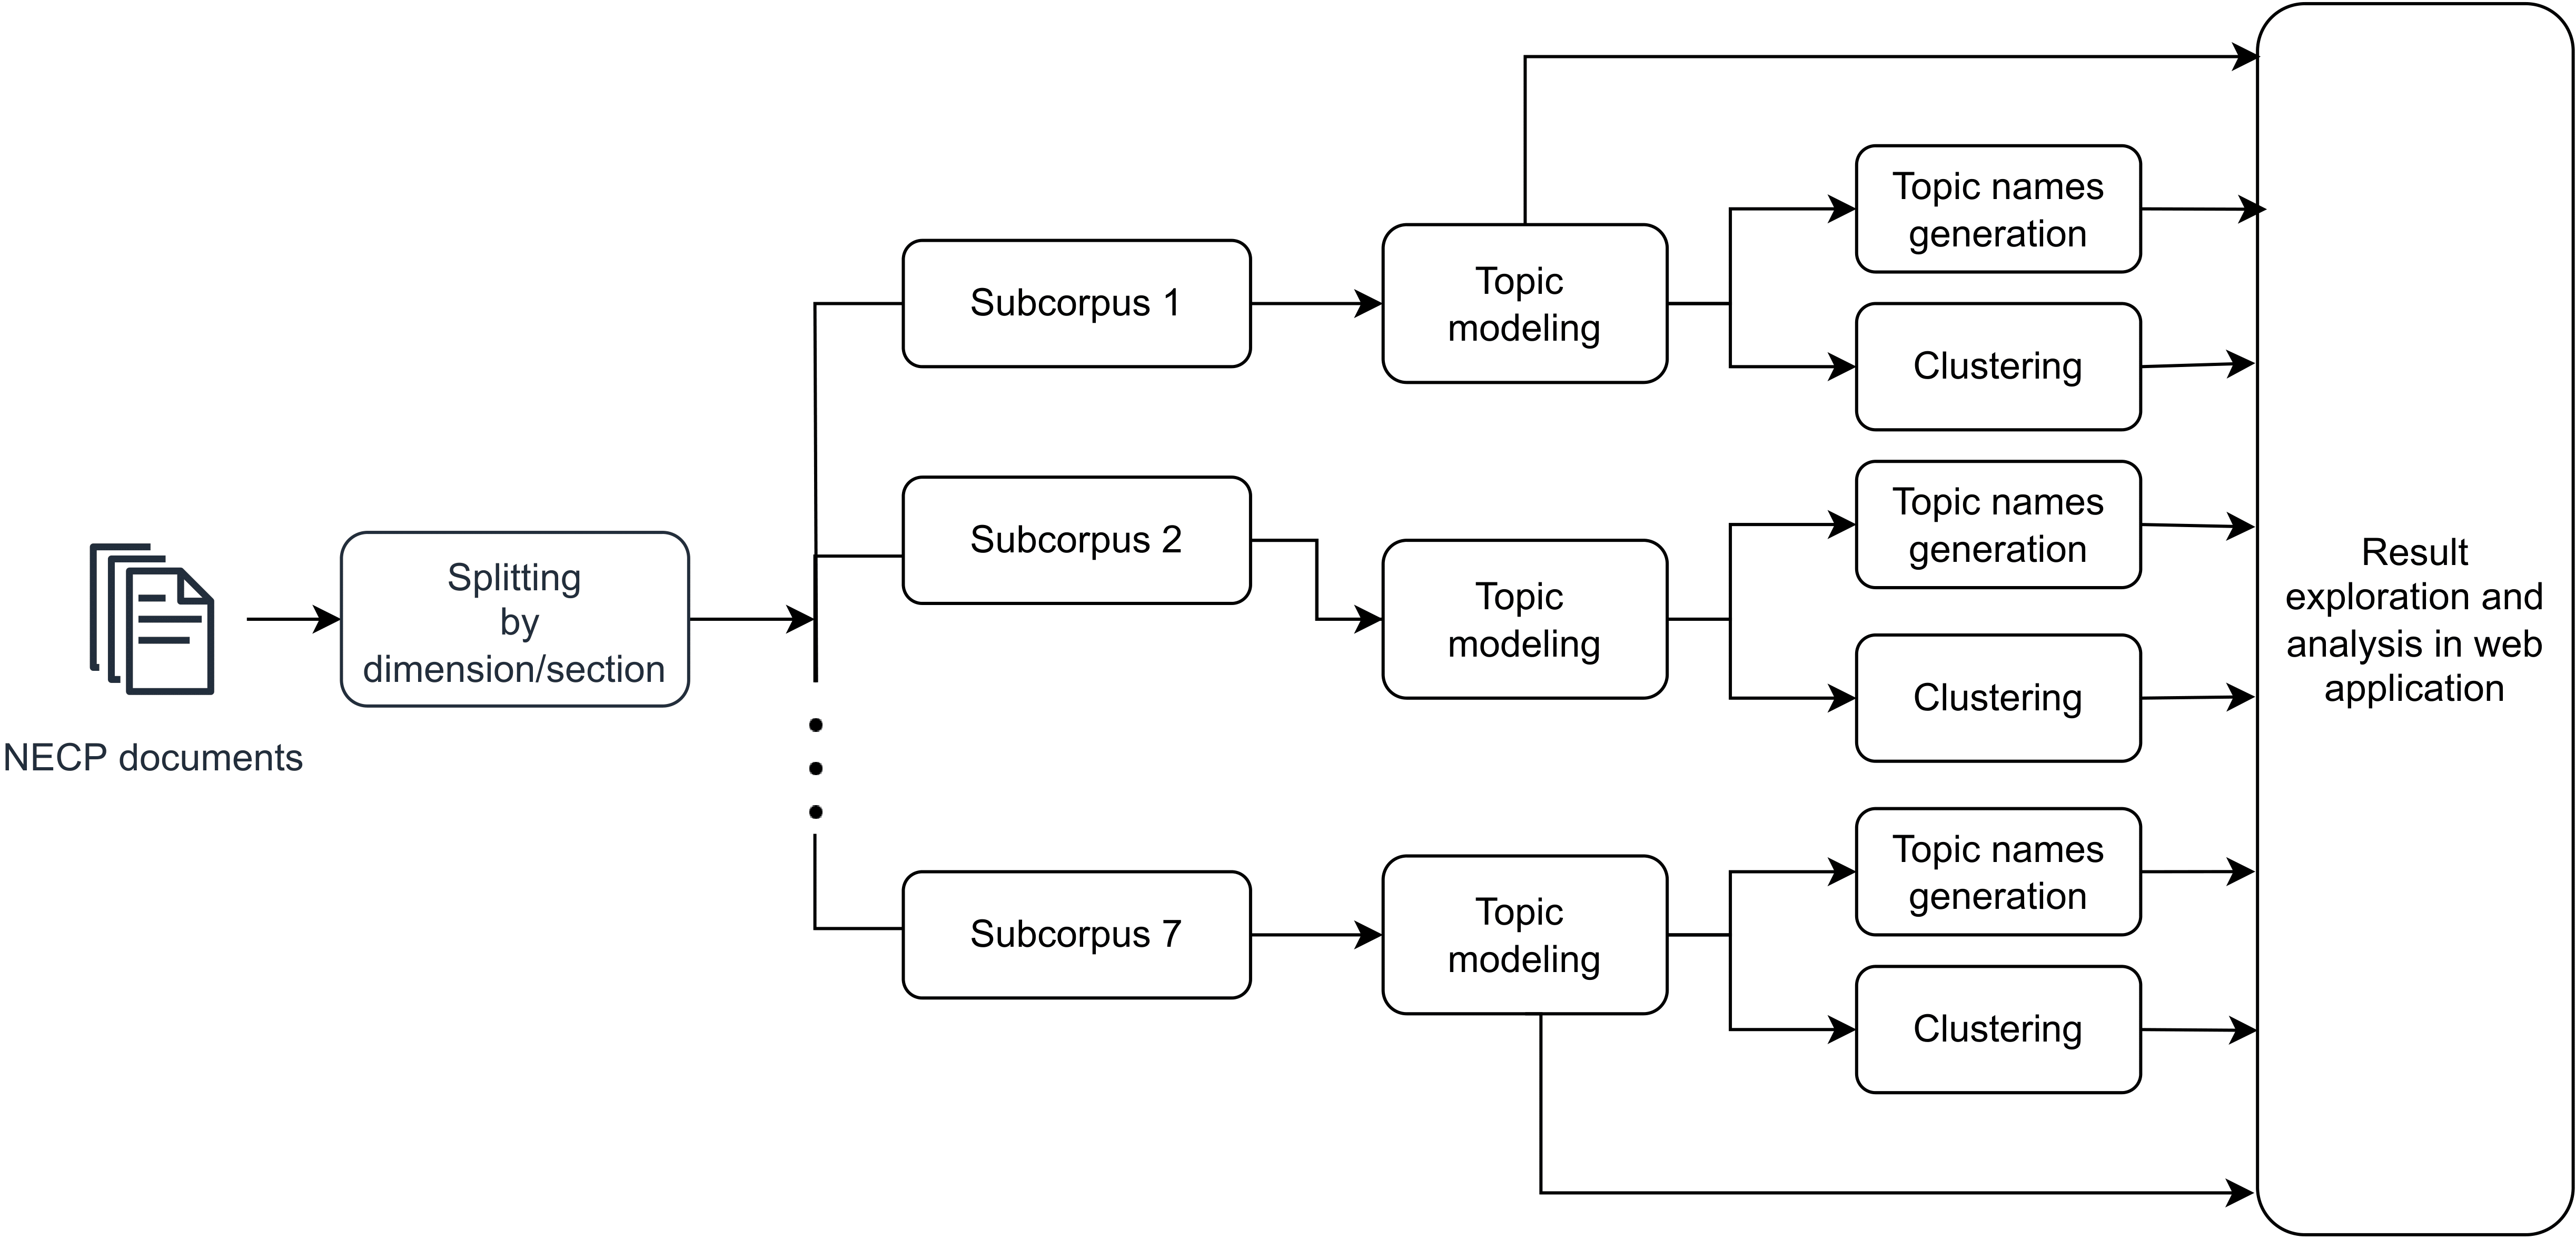 NECP documents
Splitting
by
dimension/section
Subcorpus 1
Subcorpus 2
Subcorpus 7
Topic
modeling
Topic
modeling
Topic
modeling
Topic names
generation
Clustering
Topic names
generation
Clustering
Topic names
generation
Clustering
Result
exploration and
analysis in web
application